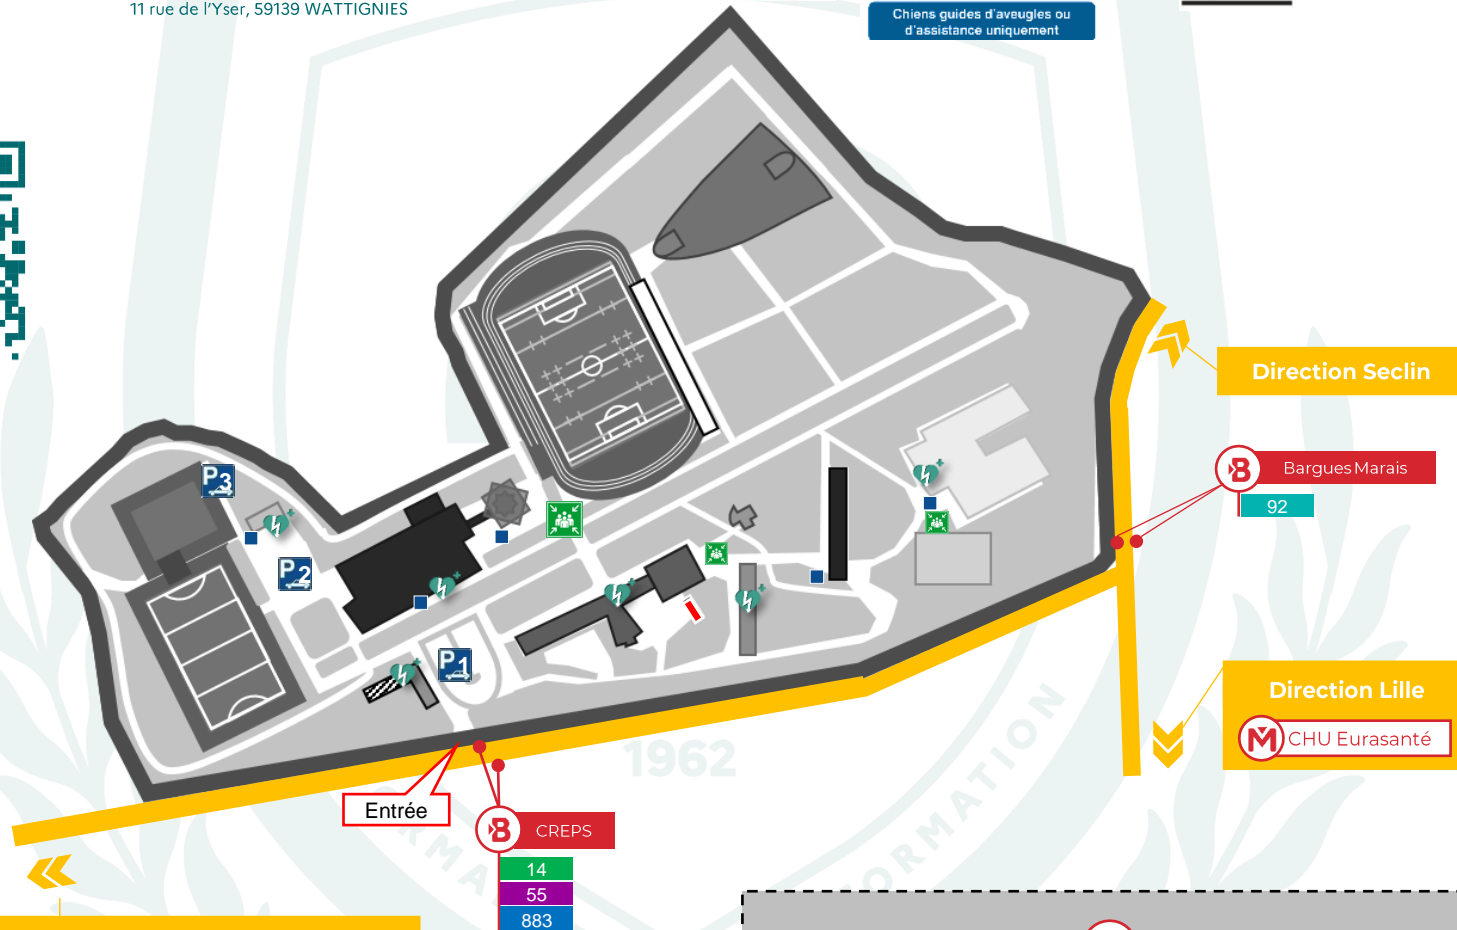 11 rue de l'Yser, 59139 WATTIGNIES
Chiens guides d'aveugles ou
d'assistance uniquement
Direction Seclin
B
Bargues Marais
92
P3
P2
P1
Direction Lille
M
CHU Eurasanté
1962
FORMATION
Entrée
B
CREPS
14
55
883